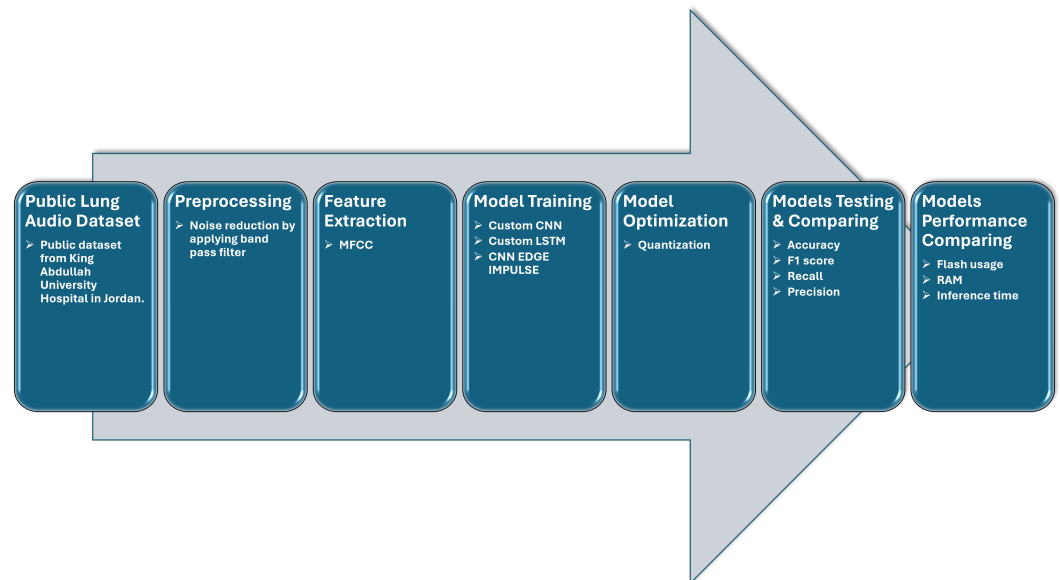 Public Lung
Audio Dataset
➢ Public dataset
from King
Abdullah
University
Hospital in Jordan.
Preprocessing
➢ Noise reduction by
applying band
pass filter
Feature
Extraction
➢ MFCC
Model Training
➢ Custom CNN
➢ Custom LSTM
➢ CNN EDGE
IMPULSE
Model
Optimization
➢ Quantization
Models Testing
& Comparing
➢ Accuracy
➢ F1 score
➢ Recall
➢ Precision
Models
Performance
Comparing
➢ Flash usage
➢ RAM
➢ Inference time